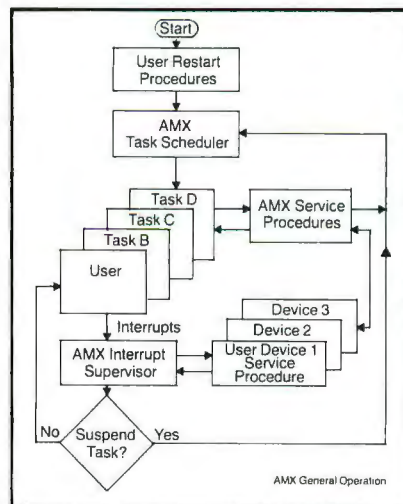 Start
User Restart
Procedures
AMX
Task Scheduler
Task D
Task C
Task B
User
AMX Service
Procedures
Interrupts
Device 3
Device 2
User Device 1
Service
Procedure
AMX Interrupt
Supervisor
No
Suspend
Task?
Yes
AMX General Operation